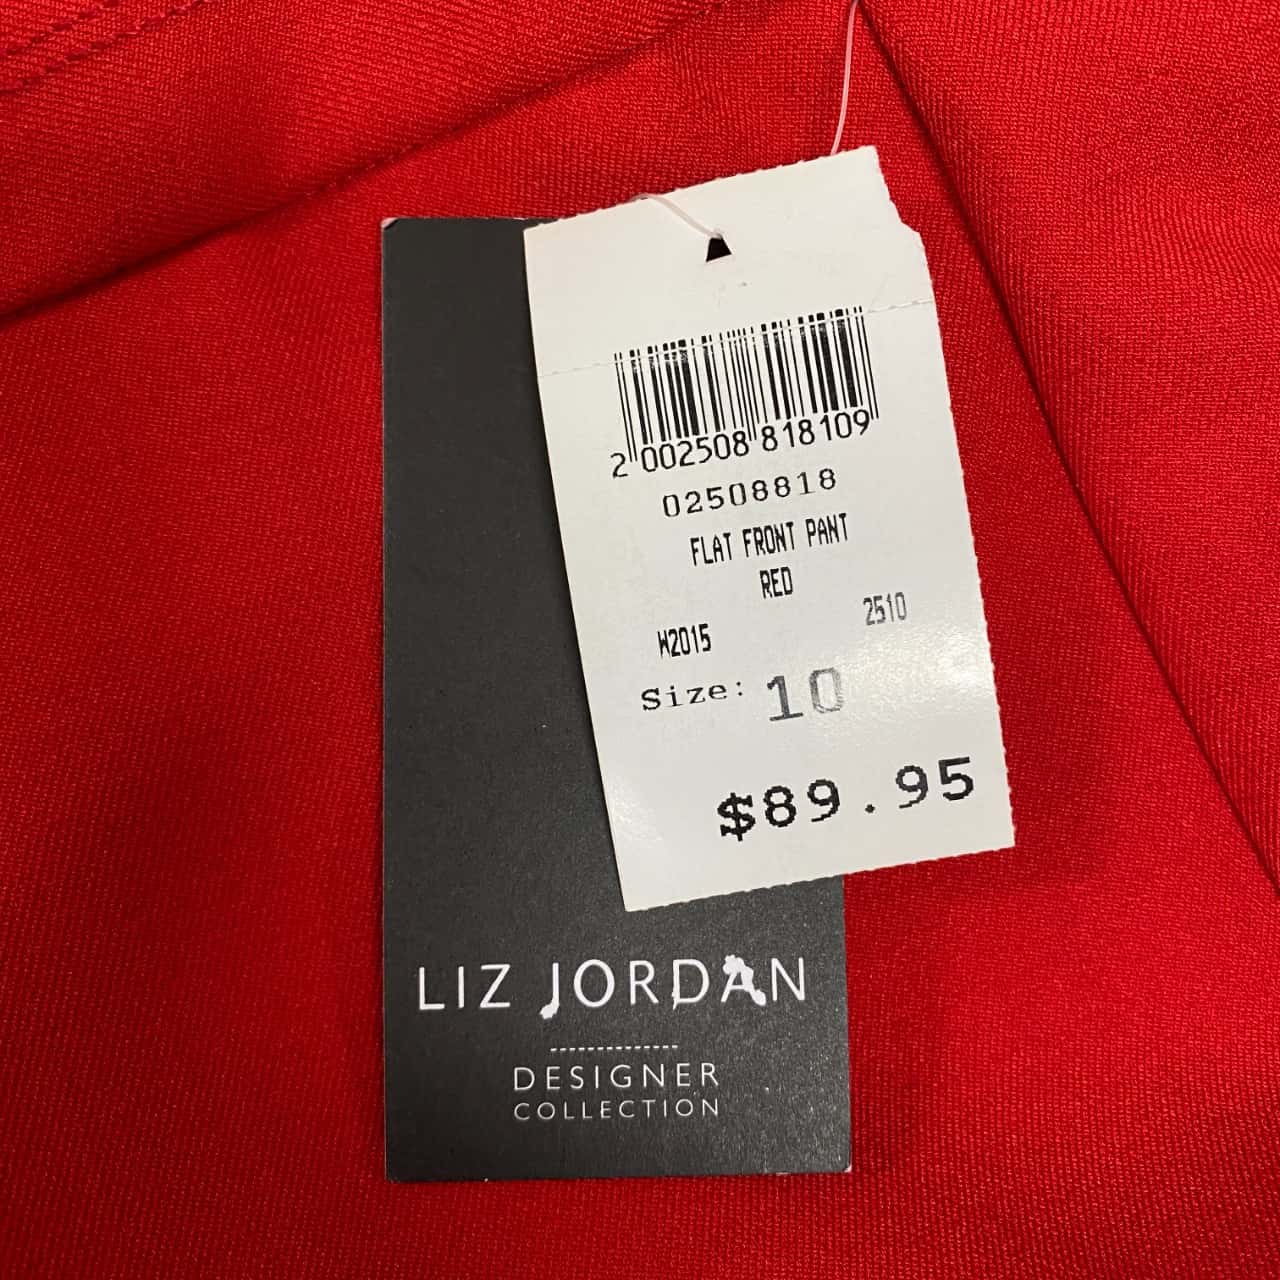 2 002508 818109
02508818
FLAT FRONT PANT
RED
W2015 2510
Size: 10
$89.95
LIZ JORDAN
DESIGNER
COLLECTION